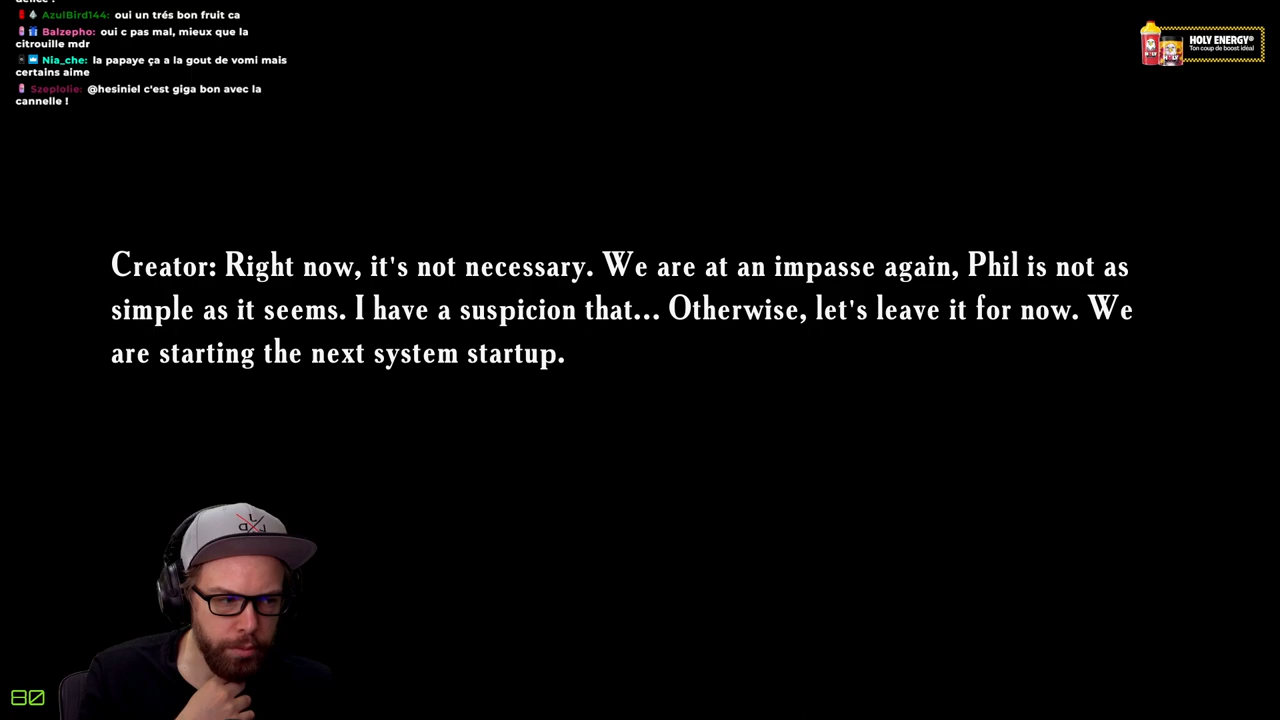 délice !
AzulBird144: oui un trés bon fruit ca
Balzepho: oui c pas mal, mieux que la
citrouille mdr
Nia_che: la papaye ça a la gout de vomi mais
certains aime
Szeplolie: @hesiniel c'est giga bon avec la
cannelle !
HOLY ENERGY®
Ton coup de boost idéal
Creator: Right now, it's not necessary. We are at an impasse again, Phil is not as
simple as it seems. I have a suspicion that... Otherwise, let's leave it for now. We
are starting the next system startup.
80